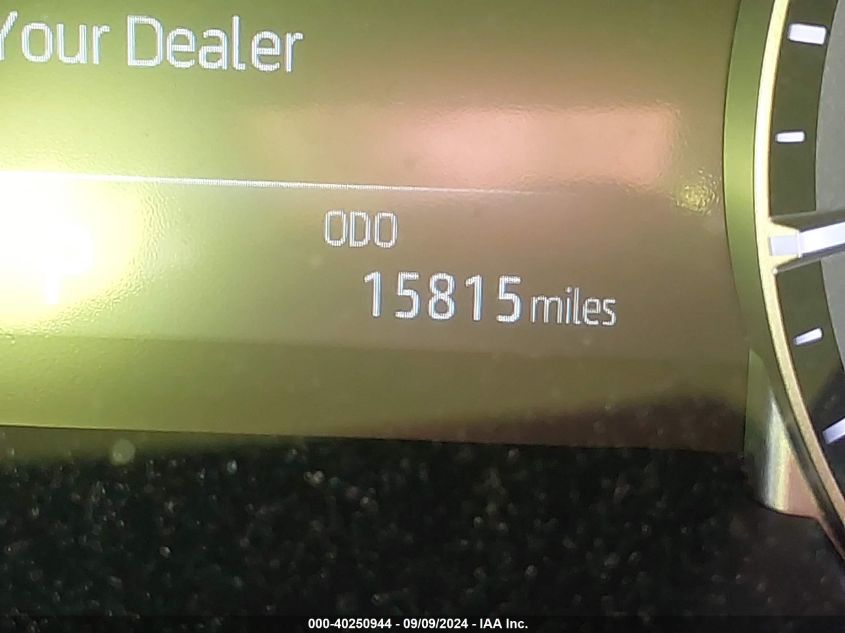 Your Dealer
ODO
15815 miles
P
000-40250944 - 09/09/2024 - IAA Inc.